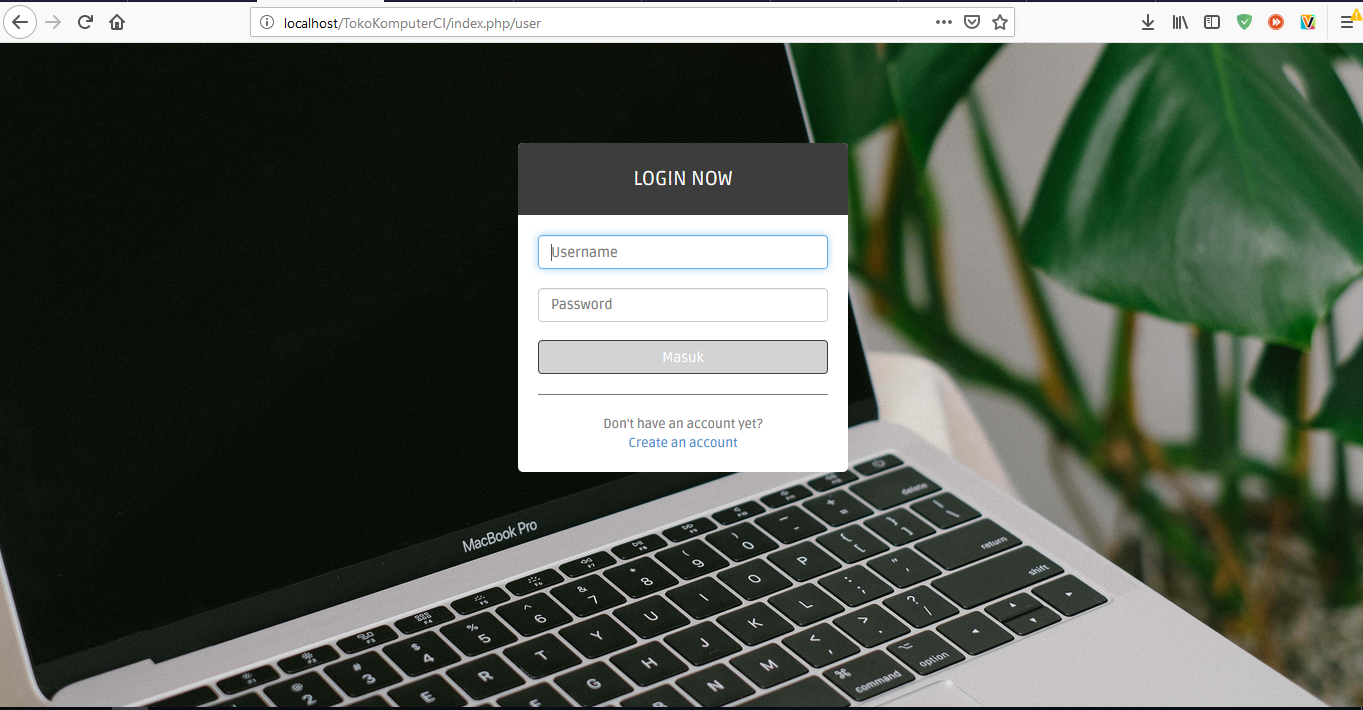 localhost/TokoKomputerCI/index.php/user
LOGIN NOW
Username
Password
Masuk
Don't have an account yet?
Create an account
MacBook Pro
delete
return
shift
option
command